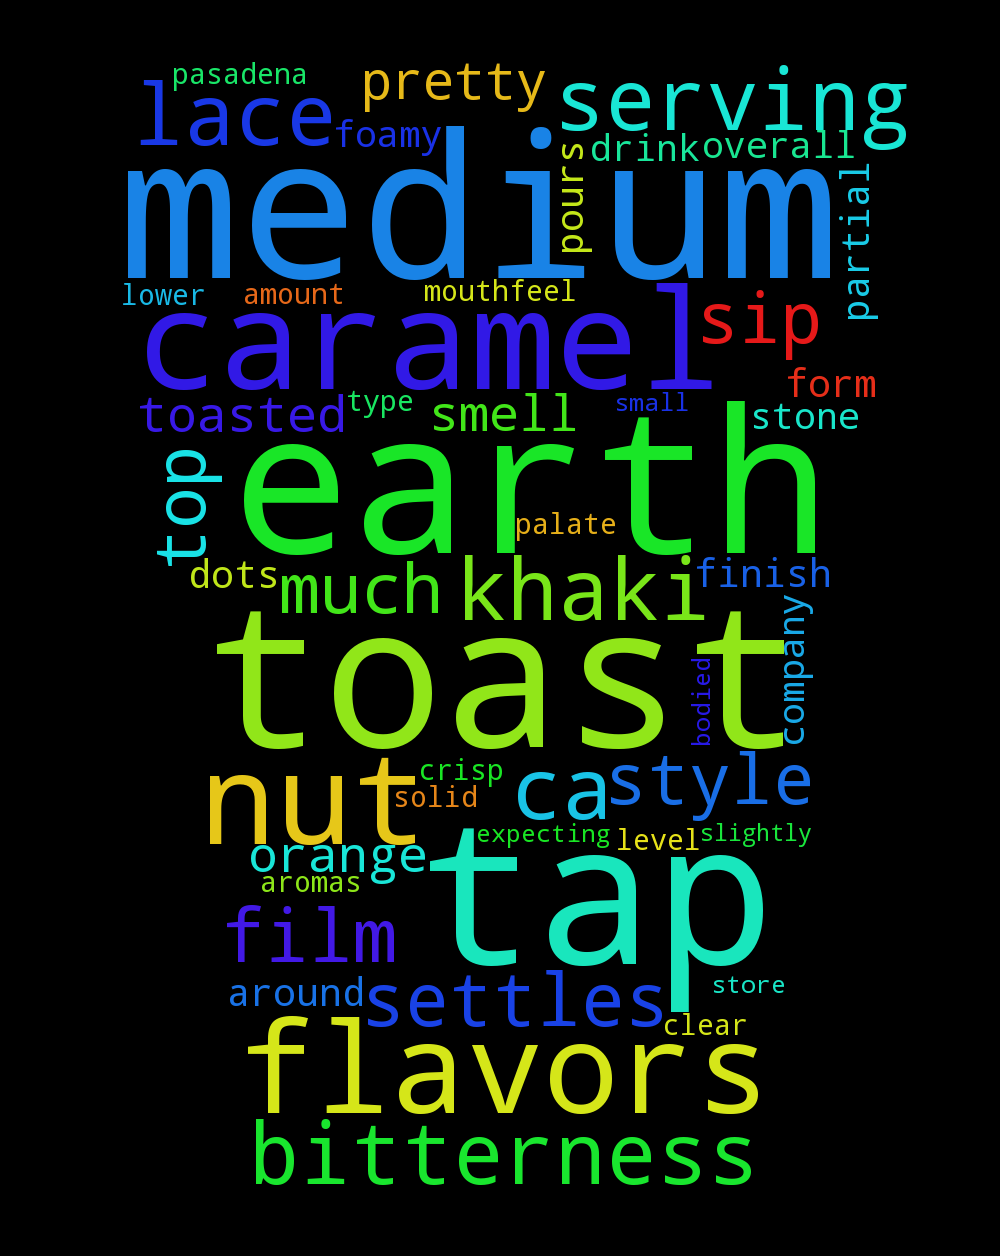 pasadena
pretty
serving
lace
foamy
drink
overall
medium
pours
partial
lower
amount
mouthfeel
caramel
sip
form
toasted
type
smell
small
stone
top
earth
palate
dots
much
khaki
finish
toast
bodied
company
nut
crisp
solid
ca
style
orange
expecting
level
slightly
aromas
tap
film
around
settles
store
clear
flavors
bitterness